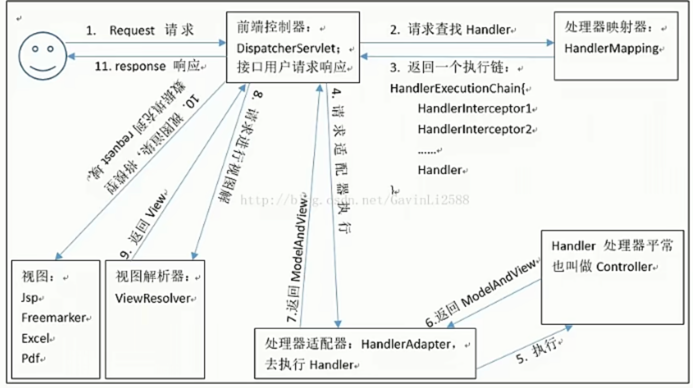 1. Request 请求
11. response 响应
前端控制器：
DispatcherServlet；
接口用户请求响应
2. 请求查找 Handler
3. 返回一个执行链：
HandlerExecutionChain{
HandlerInterceptor1
HandlerInterceptor2
……
Handler
}
处理器映射器：
HandlerMapping
10. 视图渲染，将模型
数据填充到 request 域，
9. 返回 View
8. 请求进行视图解
7.返回 ModelAndView
4. 请求适配器执行
http://blog.csdn.net/GavinLi2588
视图：
Jsp
Freemarker
Excel
Pdf
视图解析器：
ViewResolver
处理器适配器：HandlerAdapter，
去执行 Handler
6.返回 ModelAndView
5. 执行
Handler 处理器平常
也叫做 Controller